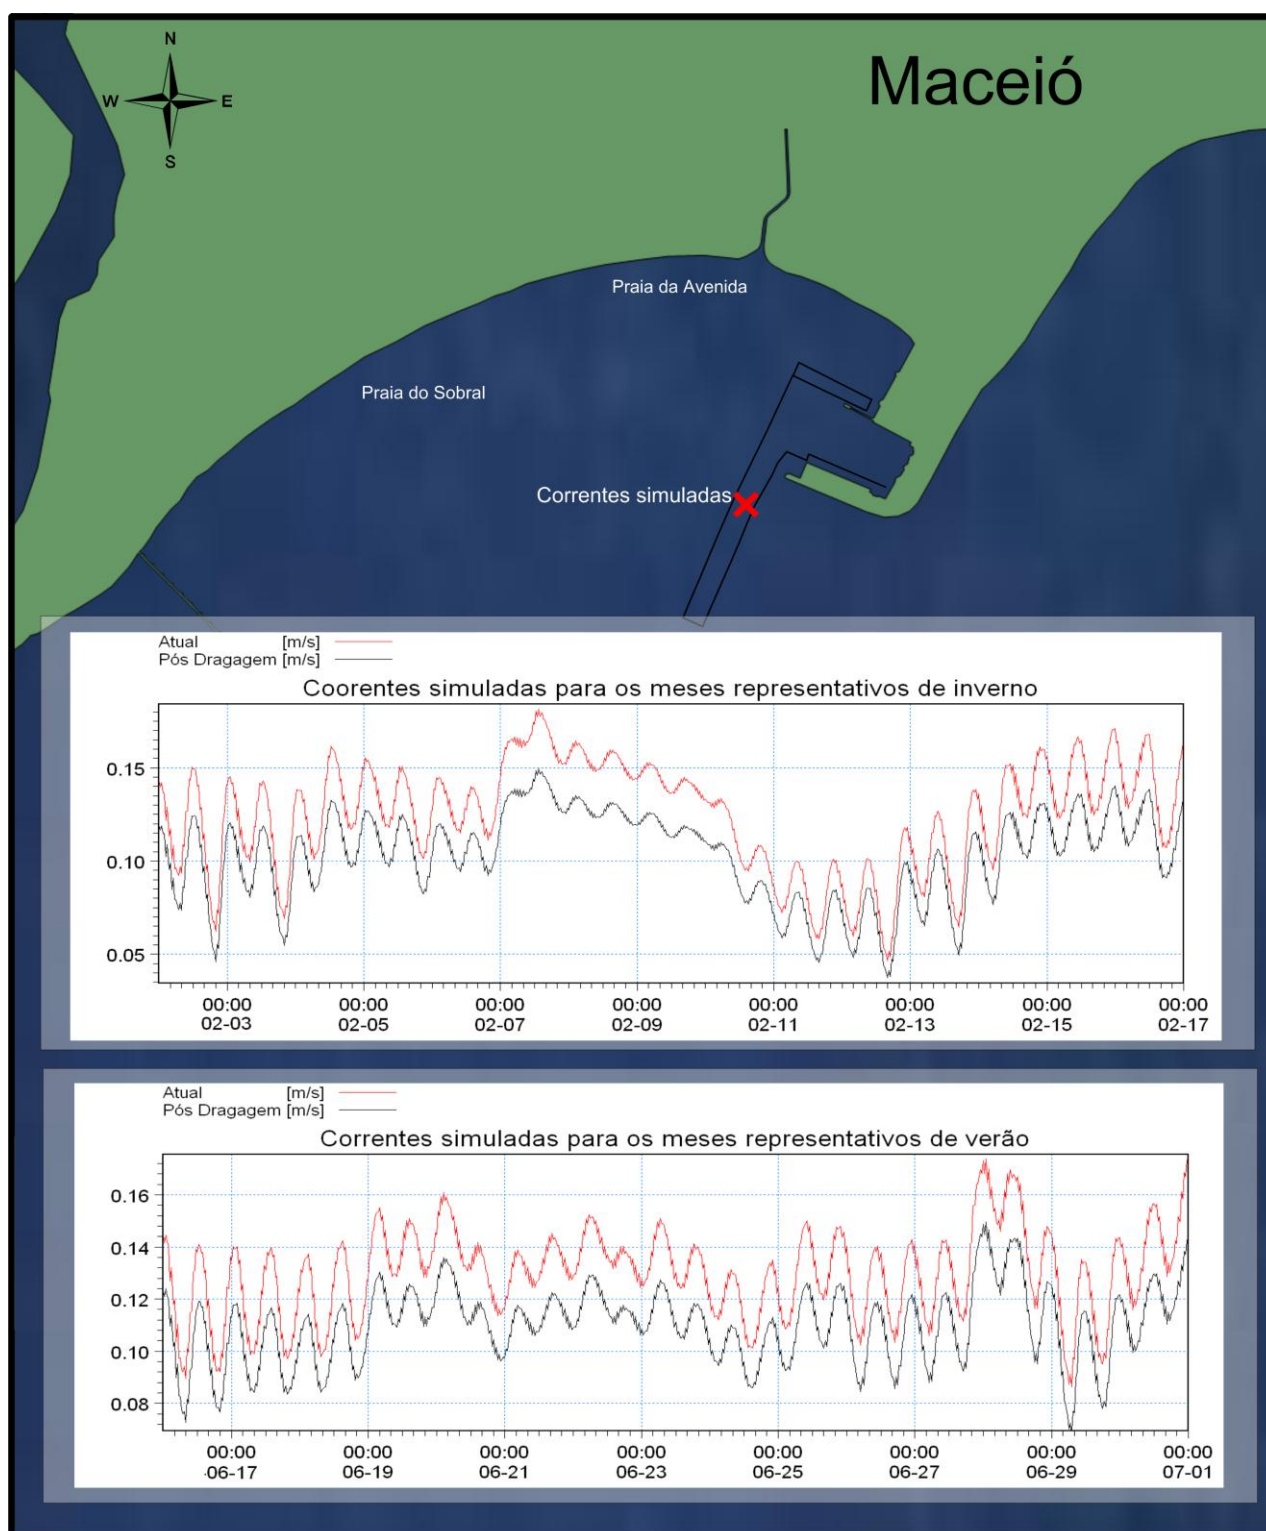 N
Maceió
W E
S
Praia da Avenida
Praia do Sobral
Correntes simuladas
Atual [m/s]
Pós Dragagem [m/s]
Coorentes simuladas para os meses representativos de inverno
0.15
0.10
0.05
00:00 00:00 00:00 00:00 00:00 00:00 00:00 00:00
02-03 02-05 02-07 02-09 02-11 02-13 02-15 02-17
Atual [m/s]
Pós Dragagem [m/s]
Correntes simuladas para os meses representativos de verão
0.16
0.14
0.12
0.10
0.08
00:00 00:00 00:00 00:00 00:00 00:00 00:00 00:00
06-17 06-19 06-21 06-23 06-25 06-27 06-29 07-01